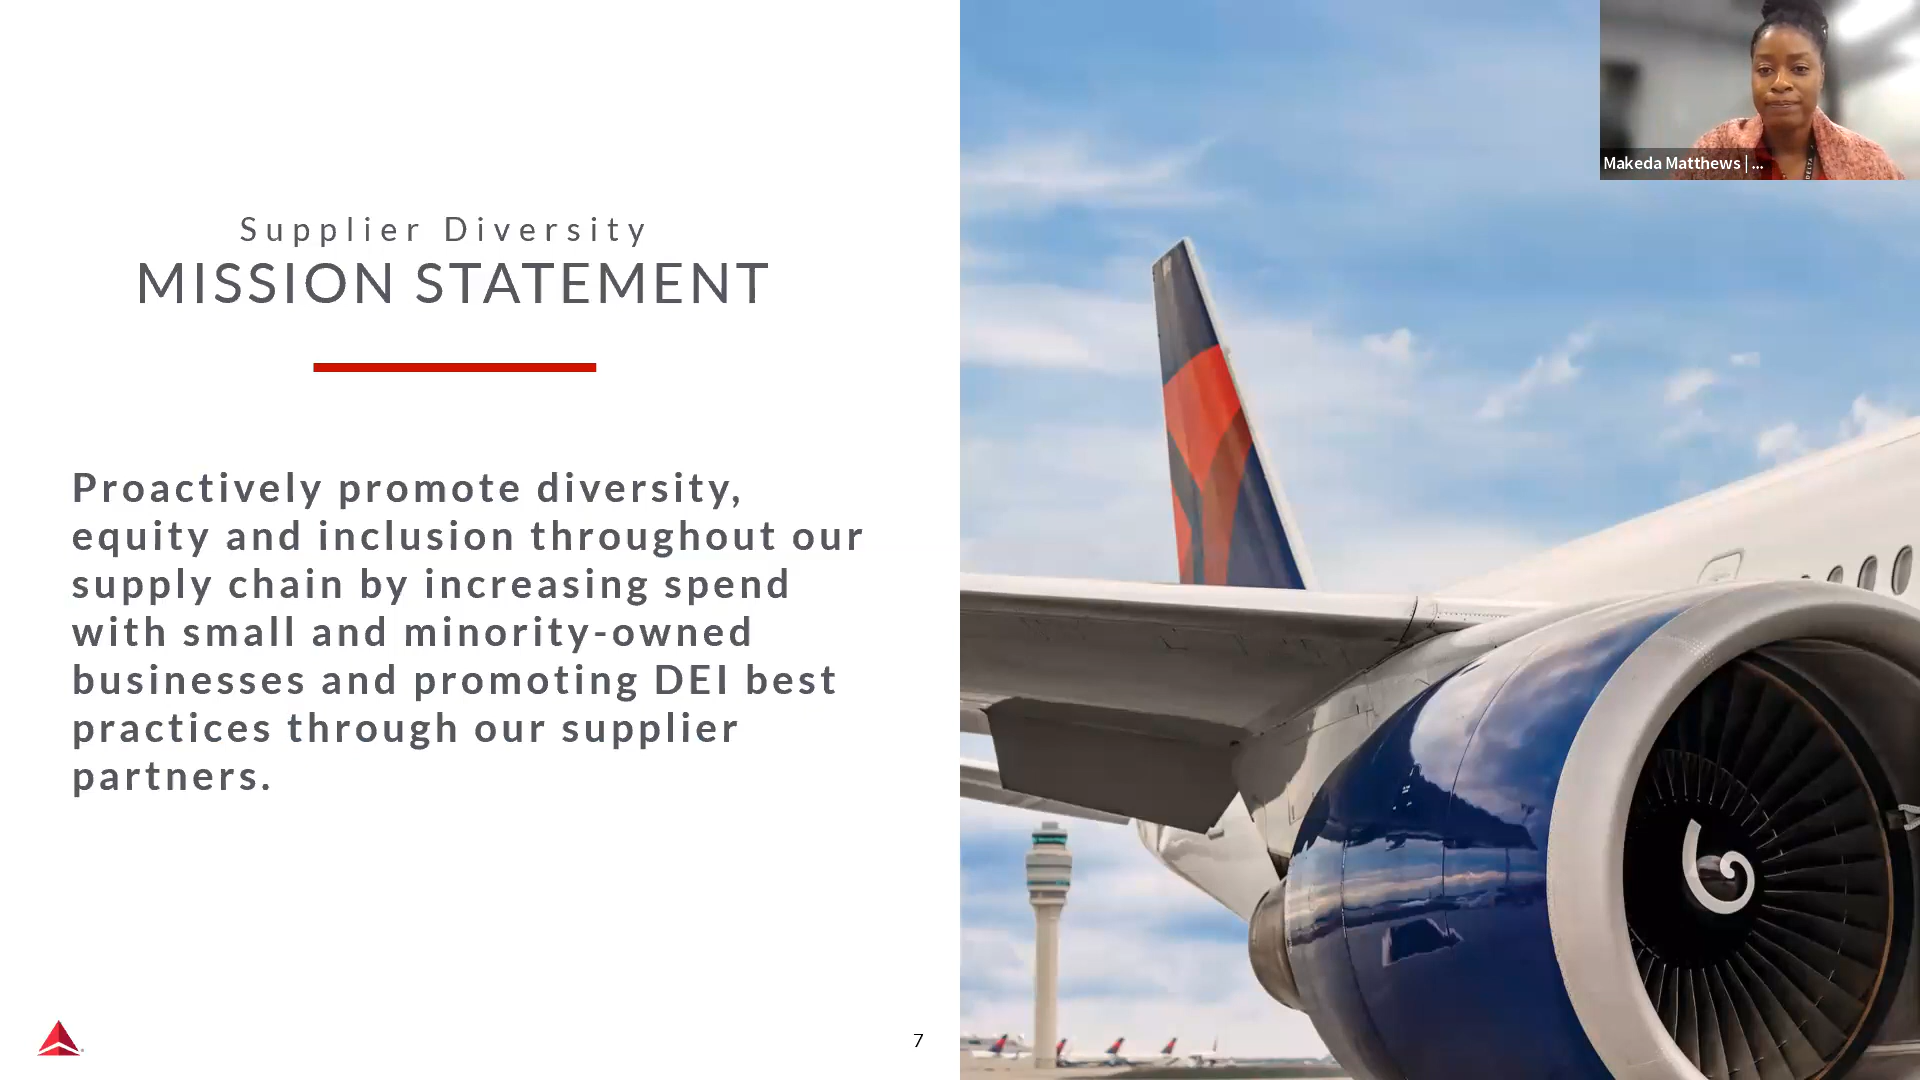 Supplier Diversity
MISSION STATEMENT
Proactively promote diversity,
equity and inclusion throughout our
supply chain by increasing spend
with small and minority-owned
businesses and promoting DEI best
practices through our supplier
partners.
7
Makeda Matthews | ...
DELTA